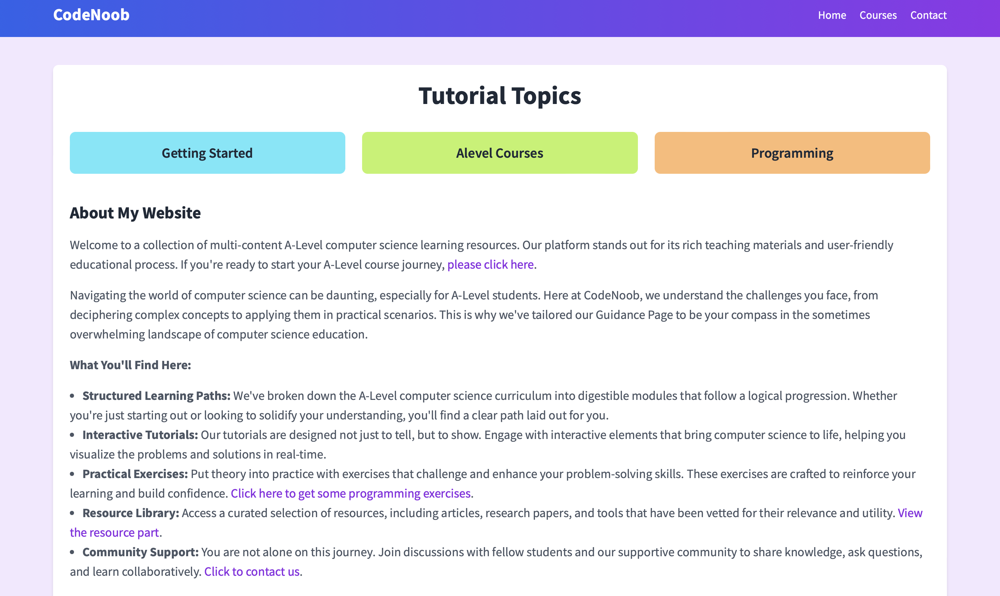 CodeNoob
Home Courses Contact
Tutorial Topics
Getting Started
Alevel Courses
Programming
About My Website
Welcome to a collection of multi-content A-Level computer science learning resources. Our platform stands out for its rich teaching materials and user-friendly
educational process. If you're ready to start your A-Level course journey, please click here.
Navigating the world of computer science can be daunting, especially for A-Level students. Here at CodeNoob, we understand the challenges you face, from
deciphering complex concepts to applying them in practical scenarios. This is why we've tailored our Guidance Page to be your compass in the sometimes
overwhelming landscape of computer science education.
What You'll Find Here:
• Structured Learning Paths: We've broken down the A-Level computer science curriculum into digestible modules that follow a logical progression. Whether
you're just starting out or looking to solidify your understanding, you'll find a clear path laid out for you.
• Interactive Tutorials: Our tutorials are designed not just to tell, but to show. Engage with interactive elements that bring computer science to life, helping you
visualize the problems and solutions in real-time.
• Practical Exercises: Put theory into practice with exercises that challenge and enhance your problem-solving skills. These exercises are crafted to reinforce your
learning and build confidence. Click here to get some programming exercises.
• Resource Library: Access a curated selection of resources, including articles, research papers, and tools that have been vetted for their relevance and utility. View
the resource part.
• Community Support: You are not alone on this journey. Join discussions with fellow students and our supportive community to share knowledge, ask questions,
and learn collaboratively. Click to contact us.